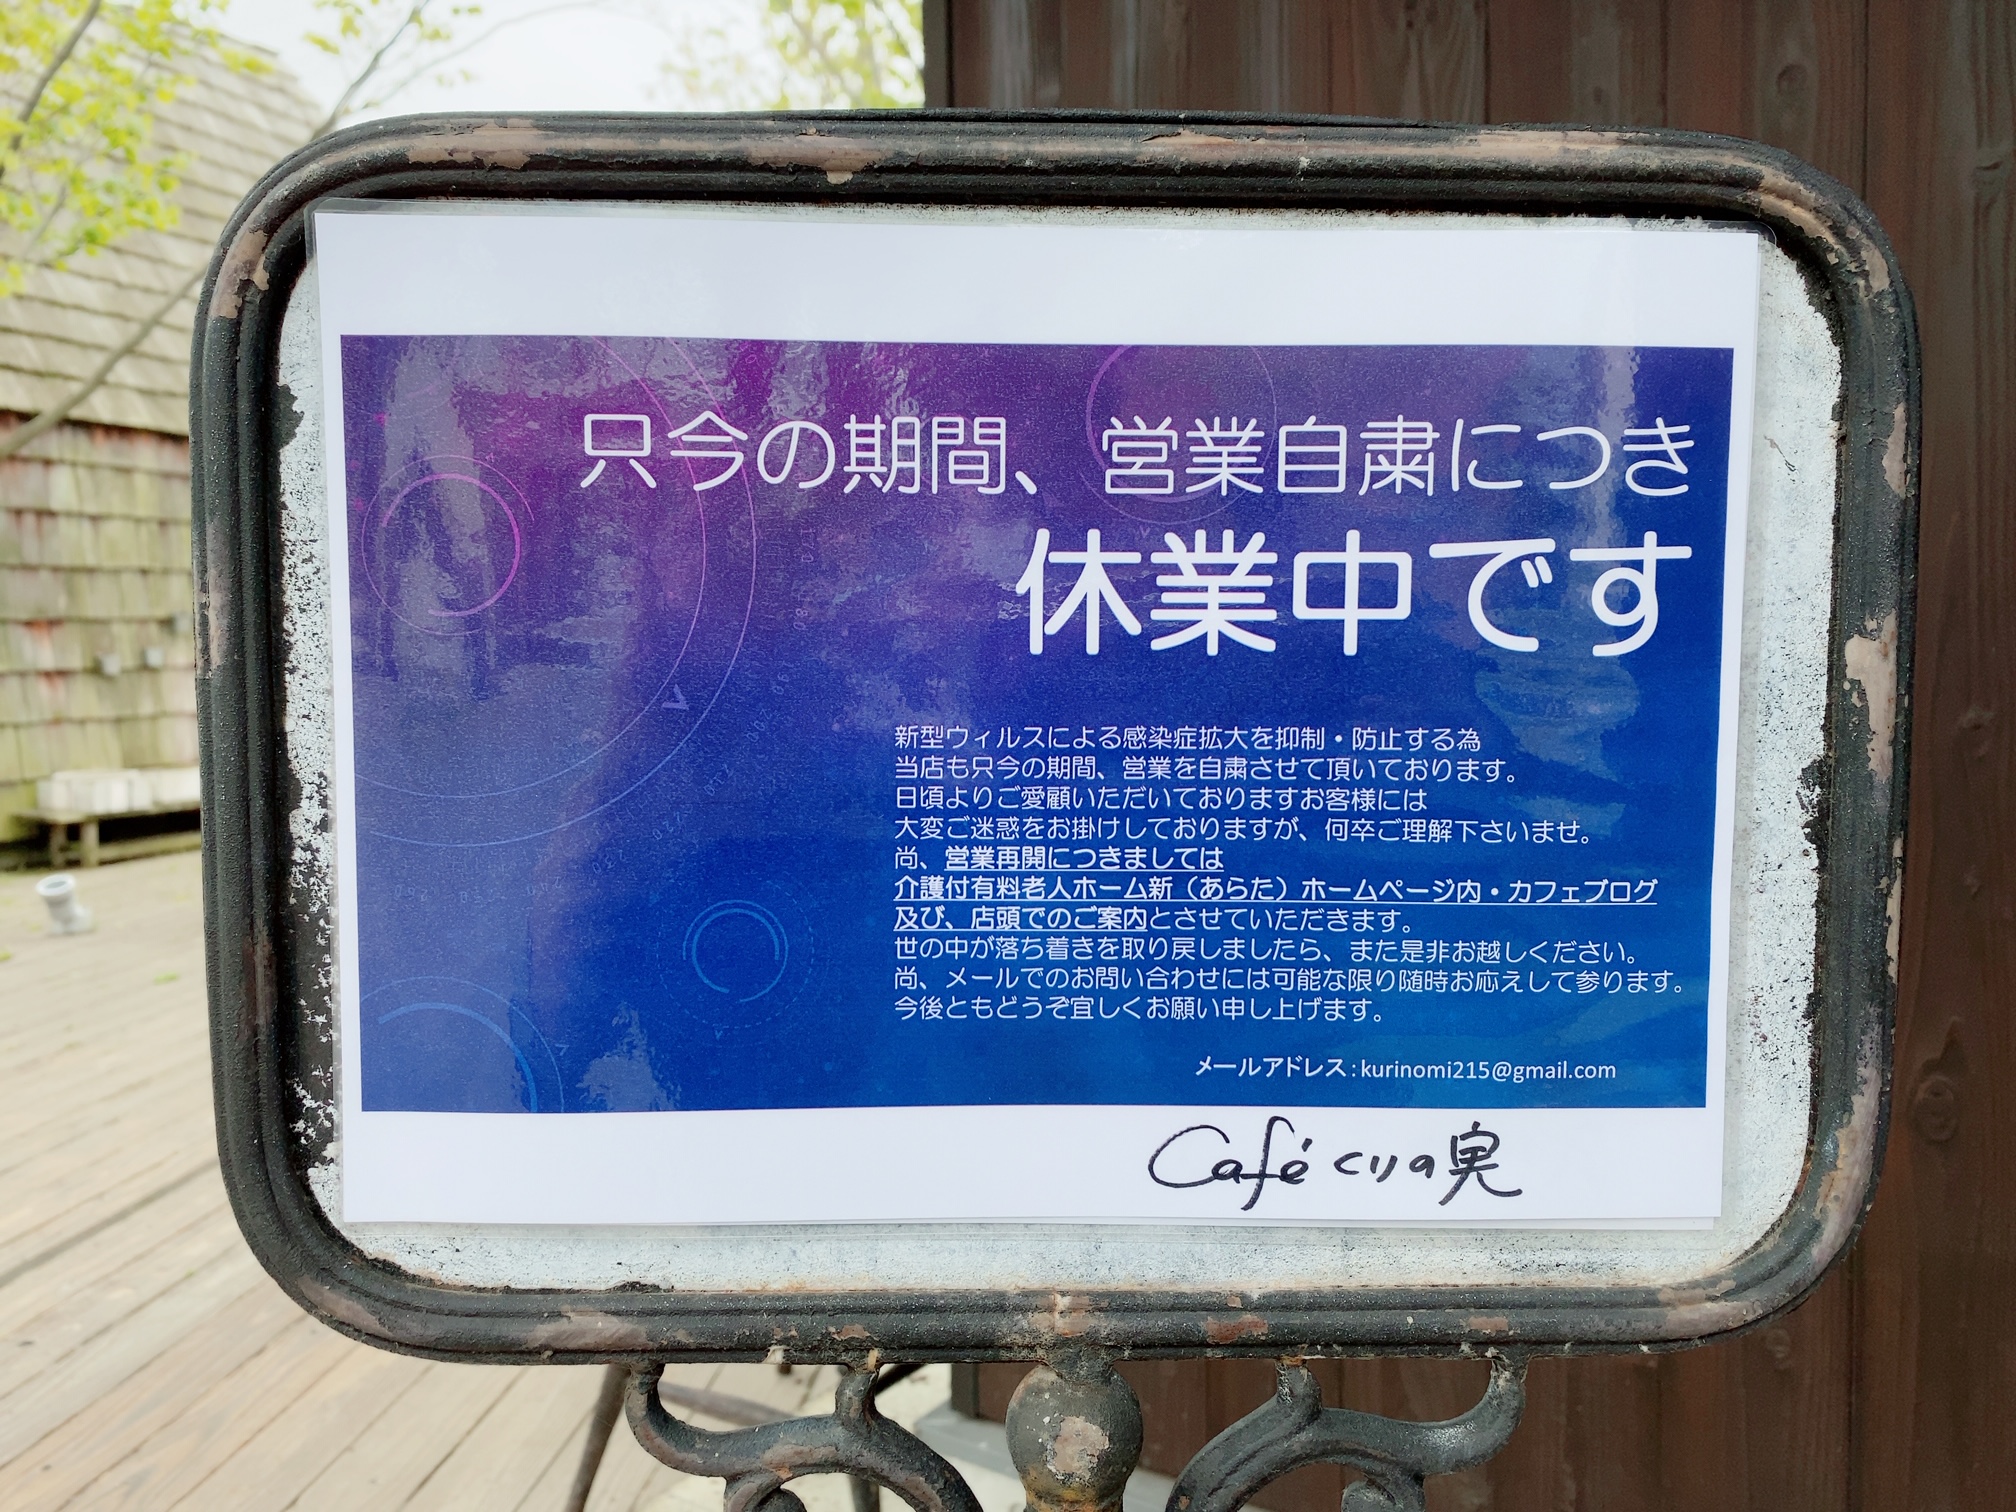 只今の期間、営業自粛につき
休業中です
新型ウィルスによる感染症拡大を抑制・防止する為
当店も只今の期間、営業を自粛させて頂いております。
日頃よりご愛顧いただいておりますお客様には
大変ご迷惑をお掛けしておりますが、何卒ご理解下さいませ。
尚、営業再開につきましては
介護付有料老人ホーム新（あらた）ホームページ内・カフェブログ
及び、店頭でのご案内とさせていただきます。
世の中が落ち着きを取り戻しましたら、また是非お越しください。
尚、メールでのお問い合わせには可能な限り随時お応えして参ります。
今後ともどうぞ宜しくお願い申し上げます。
メールアドレス：kurinomi215@gmail.com
Café くりの実